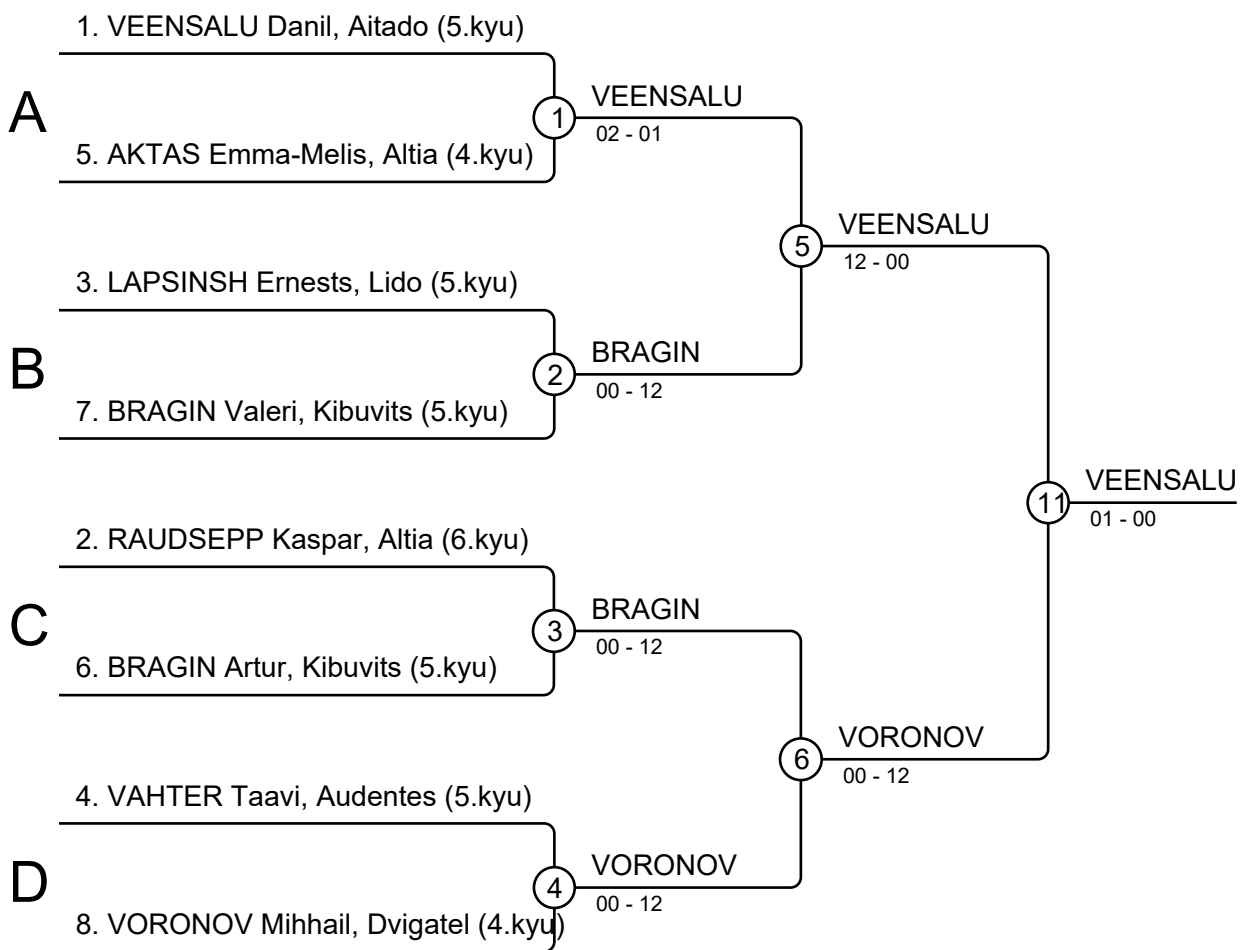 1. VEENSALU Danil, Aitado (5.kyu)
A
1
VEENSALU
02 - 01
5. AKTAS Emma-Melis, Altia (4.kyu)
5
VEENSALU
12 - 00
3. LAPSINSH Ernests, Lido (5.kyu)
B
2
BRAGIN
00 - 12
7. BRAGIN Valeri, Kibuvits (5.kyu)
11
VEENSALU
01 - 00
2. RAUDSEPP Kaspar, Altia (6.kyu)
C
3
BRAGIN
00 - 12
6. BRAGIN Artur, Kibuvits (5.kyu)
6
VORONOV
00 - 12
4. VAHTER Taavi, Audentes (5.kyu)
D
4
VORONOV
00 - 12
8. VORONOV Mihhail, Dvigatel (4.kyu)